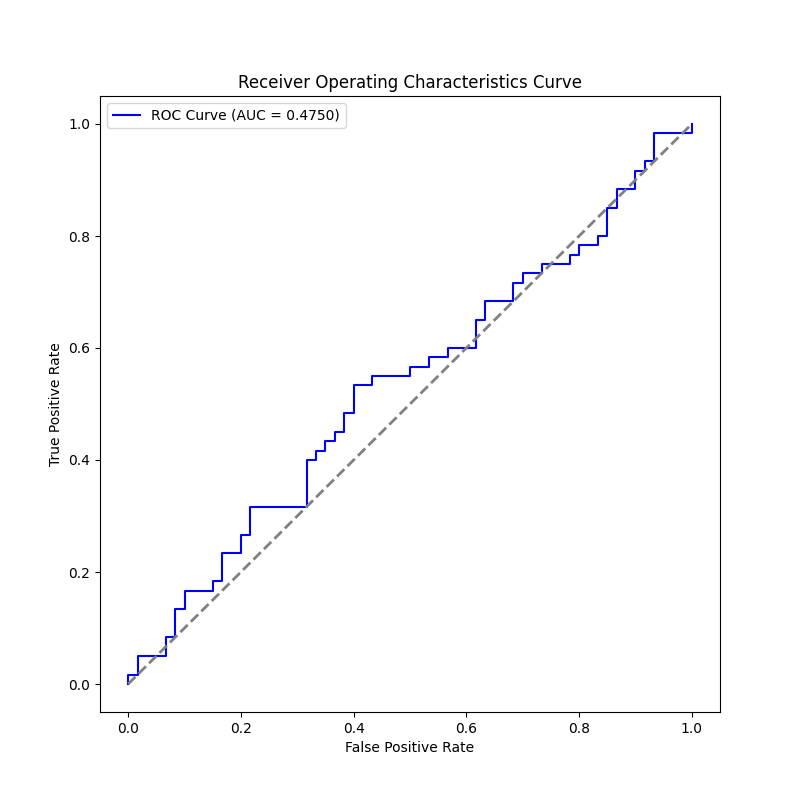 Receiver Operating Characteristics Curve
ROC Curve (AUC = 0.4750)
1.0
0.8
0.6
0.4
0.2
0.0
True Positive Rate
0.0 0.2 0.4 0.6 0.8 1.0
False Positive Rate